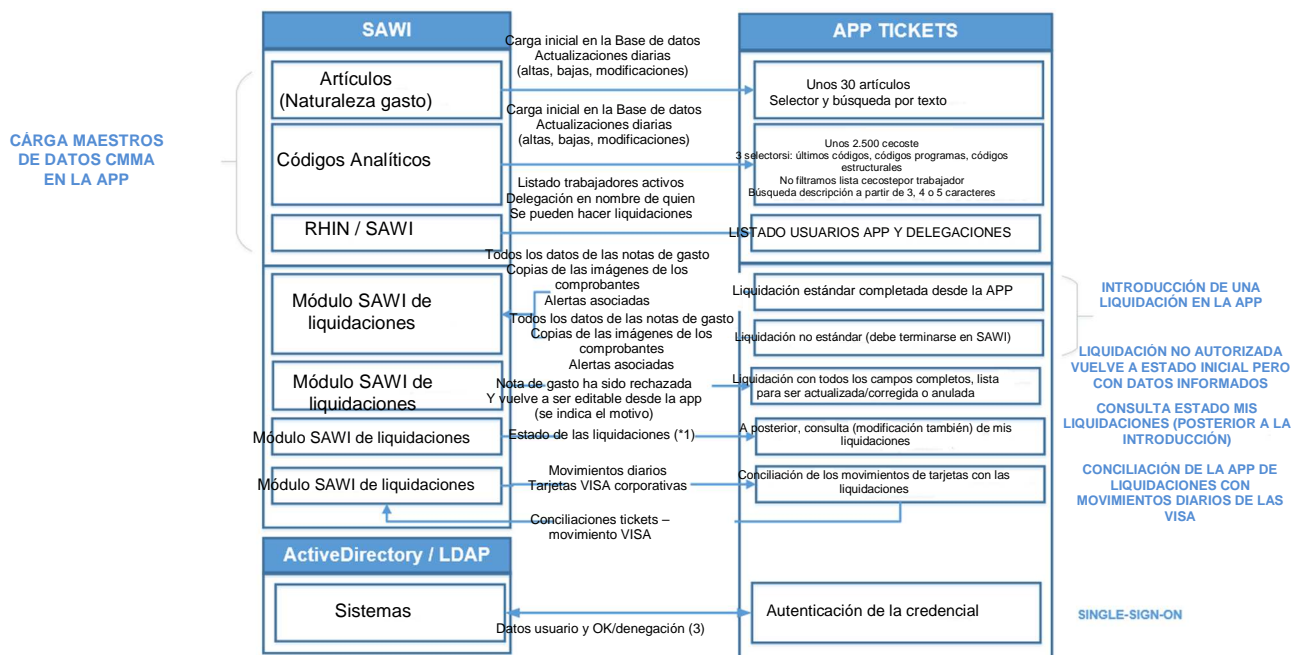 SAWI
APP TICKETS
CÁRGA MAESTROS
DE DATOS CMMA
EN LA APP
Artículos
(Naturaleza gasto)
Carga inicial en la Base de datos
Actualizaciones diarias
(altas, bajas, modificaciones)
Unos 30 artículos
Selector y búsqueda por texto
Códigos Analíticos
Carga inicial en la Base de datos
Actualizaciones diarias
(altas, bajas, modificaciones)
Unos 2.500 cecoste
3 selectorsi: últimos códigos, códigos programas, códigos
estructurales
No filtramos lista cecostepor trabajador
Búsqueda descripción a partir de 3, 4 o 5 caracteres
RHIN / SAWI
Listado trabajadores activos
Delegación en nombre de quien
Se pueden hacer liquidaciones
LISTADO USUARIOS APP Y DELEGACIONES
Módulo SAWI de
liquidaciones
Todos los datos de las notas de gasto
Copias de las imágenes de los
comprobantes
Alertas asociadas
Liquidación estándar completada desde la APP
Todos los datos de las notas de gasto
Copias de las imágenes de los
comprobantes
Alertas asociadas
Liquidación no estándar (debe terminarse en SAWI)
INTRODUCCIÓN DE UNA
LIQUIDACIÓN EN LA APP
Módulo SAWI de
liquidaciones
Nota de gasto ha sido rechazada
Y vuelve a ser editable desde la app
(se indica el motivo)
Liquidación con todos los campos completos, lista
para ser actualizada/corregida o anulada
LIQUIDACIÓN NO AUTORIZADA
VUELVE A ESTADO INICIAL PERO
CON DATOS INFORMADOS
Módulo SAWI de liquidaciones
Estado de las liquidaciones (*1)
A posterior, consulta (modificación también) de mis
liquidaciones
CONSULTA ESTADO MIS
LIQUIDACIONES (POSTERIOR A LA
INTRODUCCIÓN)
Módulo SAWI de liquidaciones
Movimientos diarios
Tarjetas VISA corporativas
Conciliación de los movimientos de tarjetas con las
liquidaciones
CONCILIACIÓN DE LA APP DE
LIQUIDACIONES CON
MOVIMIENTOS DIARIOS DE LAS
VISA
Conciliaciones tickets –
movimiento VISA
ActiveDirectory / LDAP
Sistemas
Datos usuario y OK/denegación (3)
Autenticación de la credencial
SINGLE-SIGN-ON